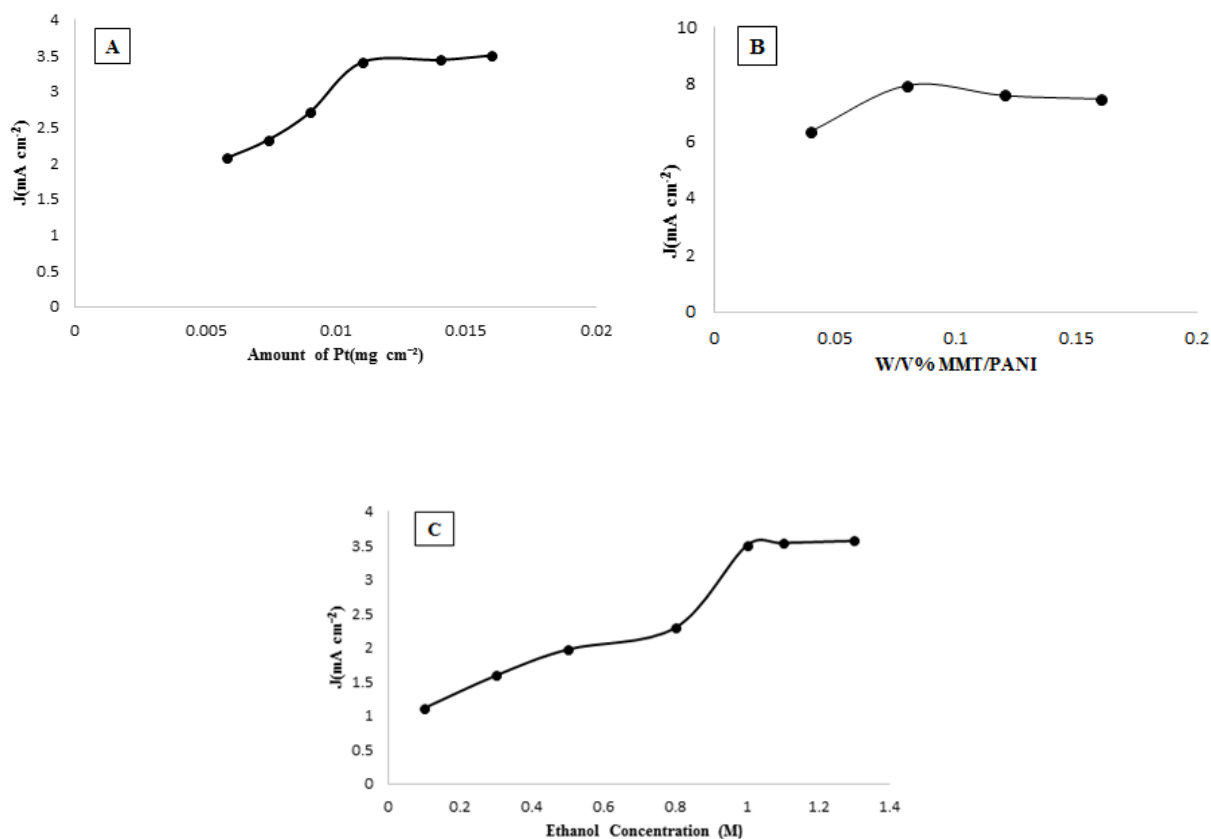 A
J(mA cm⁻²)
4
3.5
3
2.5
2
1.5
1
0.5
0
0 0.005 0.01 0.015 0.02
Amount of Pt(mg cm⁻²)
B
J(mA cm⁻²)
10
8
6
4
2
0
0 0.05 0.1 0.15 0.2
W/V% MMT/PANI
C
J(mA cm⁻²)
4
3.5
3
2.5
2
1.5
1
0.5
0
0 0.2 0.4 0.6 0.8 1 1.2 1.4
Ethanol Concentration (M)